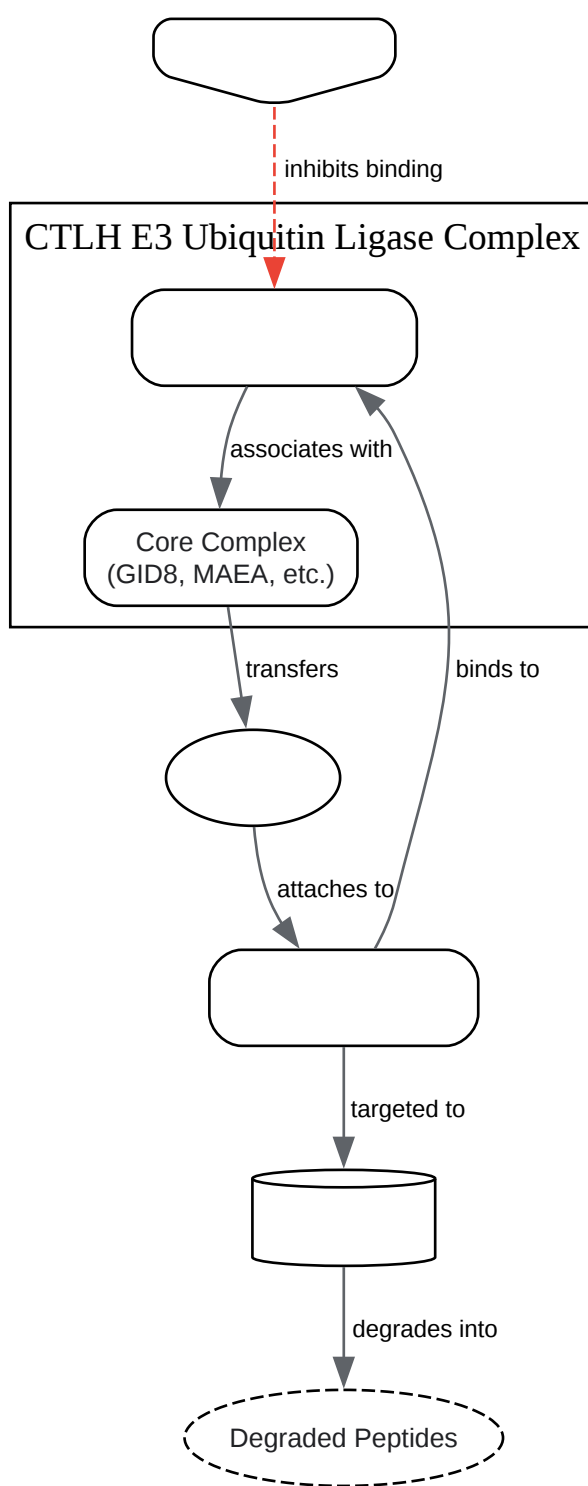 inhibits binding
CTLH E3 Ubiquitin Ligase Complex
associates with
Core Complex
(GID8, MAEA, etc.)
transfers
binds to
attaches to
targeted to
degrades into
Degraded Peptides